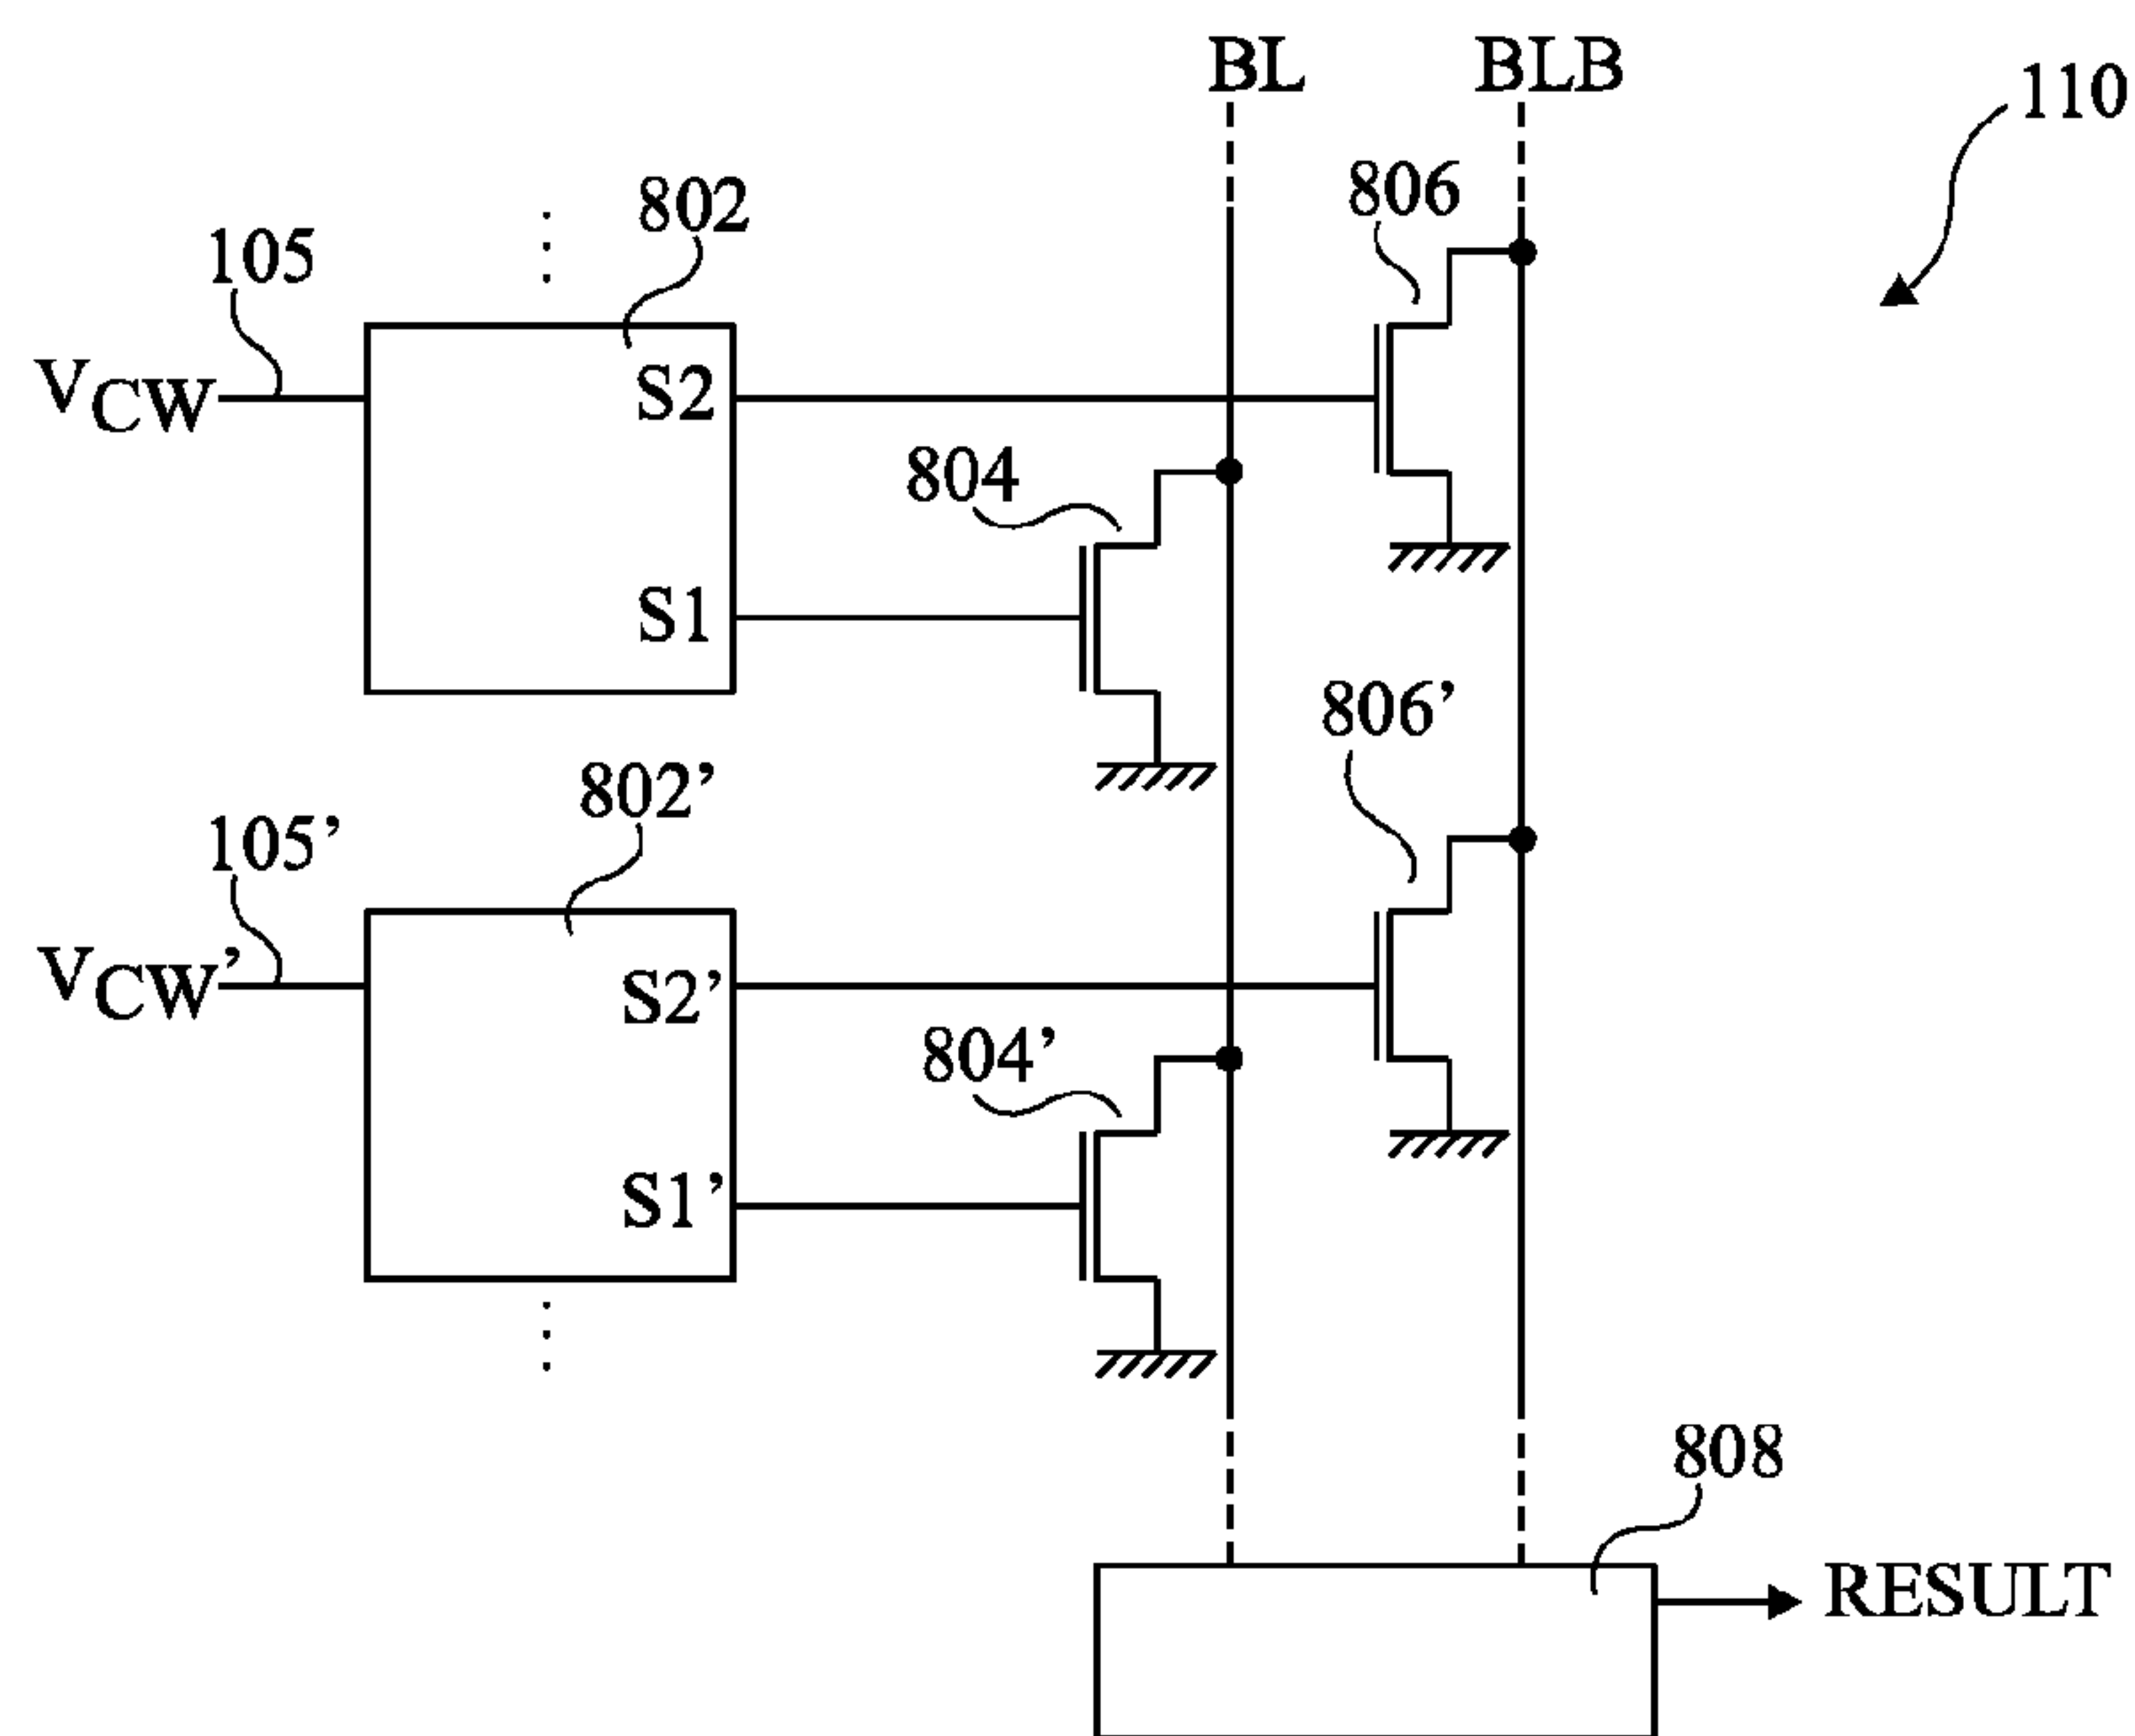 BL
BLB
110
806
802
105
VCW
S2
804
S1
806’
802’
105’
VCW’
S2’
804’
S1’
808
RESULT